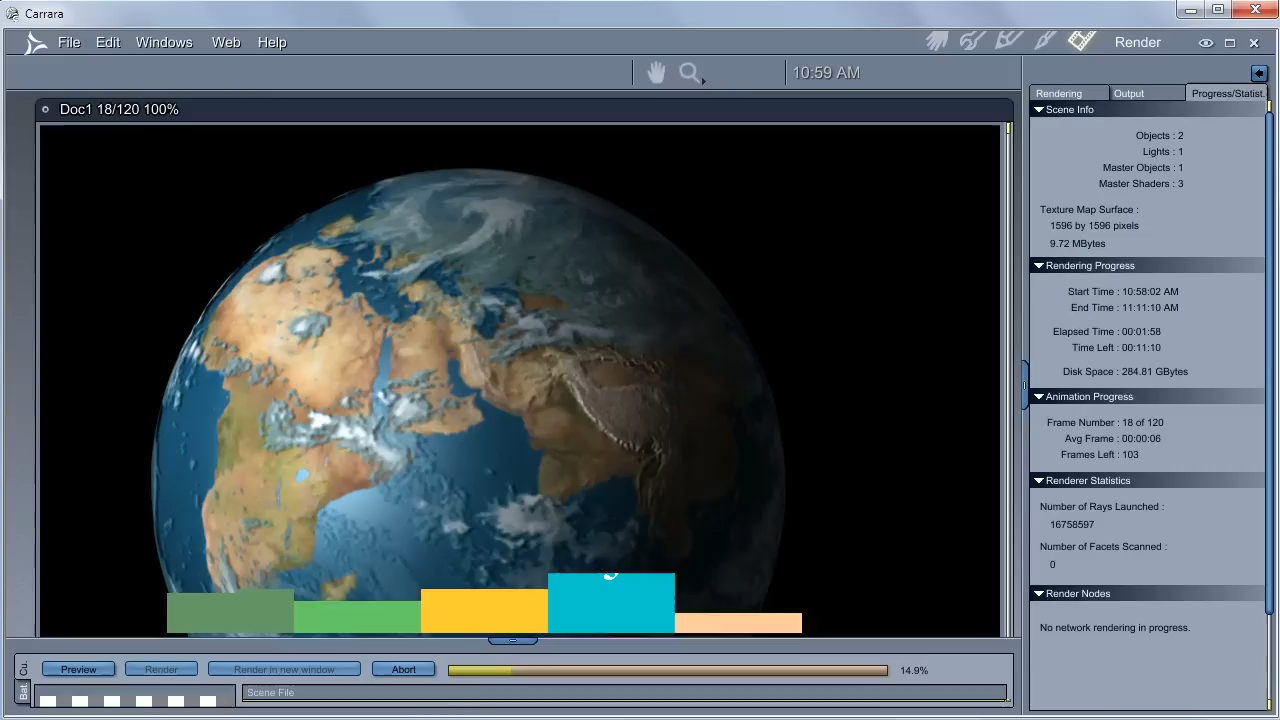 Carrara
File Edit Windows Web Help
Render
10:59 AM
Doc1 18/120 100%
Rendering Output Progress/Statist.
Scene Info
Objects : 2
Lights : 1
Master Objects : 1
Master Shaders : 3
Texture Map Surface :
1596 by 1596 pixels
9.72 MBytes
Rendering Progress
Start Time : 10:58:02 AM
End Time : 11:11:10 AM
Elapsed Time : 00:01:58
Time Left : 00:11:10
Disk Space : 284.81 GBytes
Animation Progress
Frame Number : 18 of 120
Avg Frame : 00:00:06
Frames Left : 103
Renderer Statistics
Number of Rays Launched :
16758597
Number of Facets Scanned :
0
Render Nodes
No network rendering in progress.
Cu.
Bat
Preview Render Render in new window Abort
14.9%
Scene File